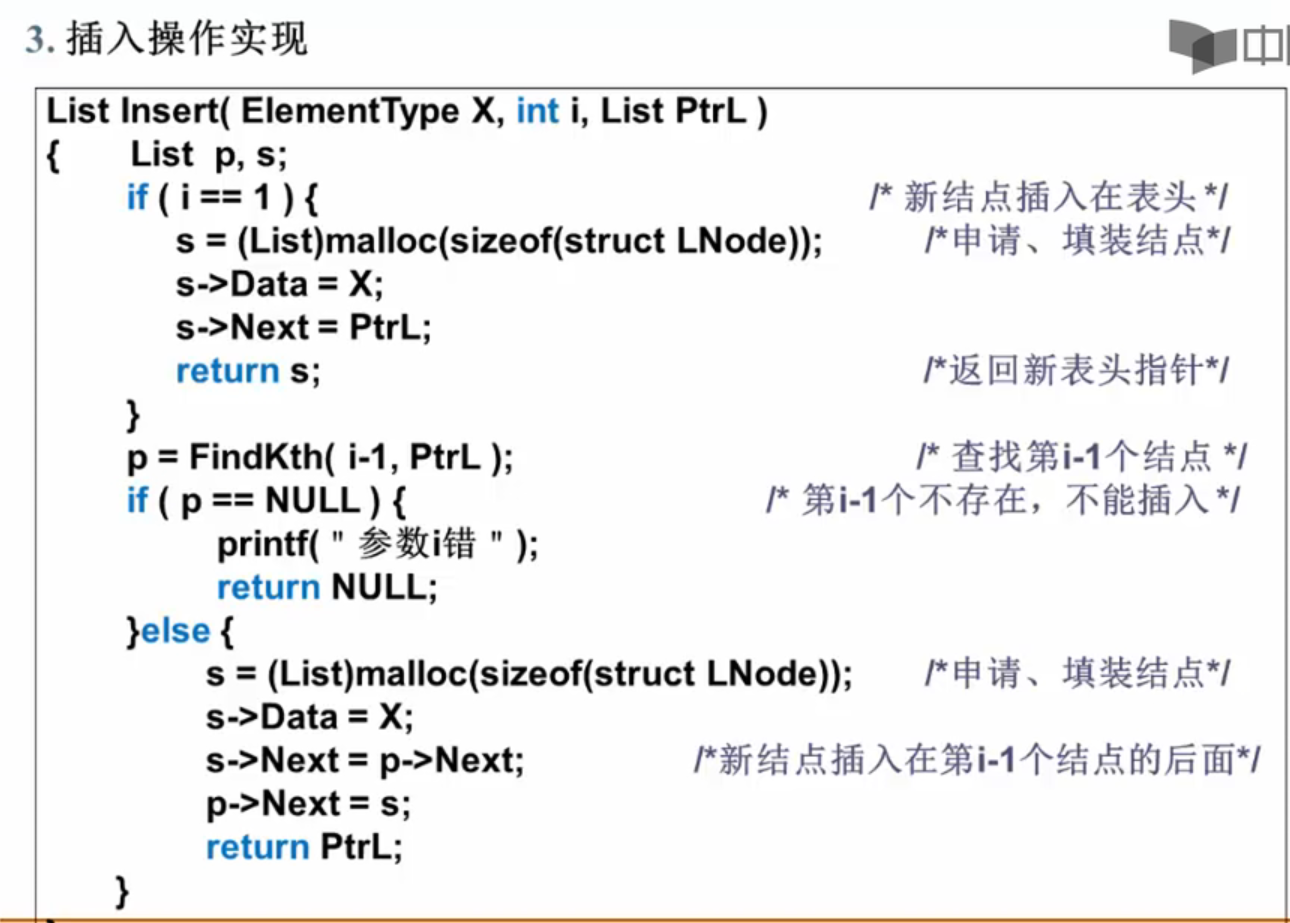 3. 插入操作实现
中
List Insert( ElementType X, int i, List PtrL )
{ List p, s;
if ( i == 1 ) { /* 新结点插入在表头 */
s = (List)malloc(sizeof(struct LNode)); /*申请、填装结点*/
s->Data = X;
s->Next = PtrL;
return s; /*返回新表头指针*/
}
p = FindKth( i-1, PtrL ); /* 查找第i-1个结点 */
if ( p == NULL ) { /* 第i-1个不存在，不能插入 */
printf( " 参数i错 " );
return NULL;
}else {
s = (List)malloc(sizeof(struct LNode)); /*申请、填装结点*/
s->Data = X;
s->Next = p->Next; /*新结点插入在第i-1个结点的后面*/
p->Next = s;
return PtrL;
}